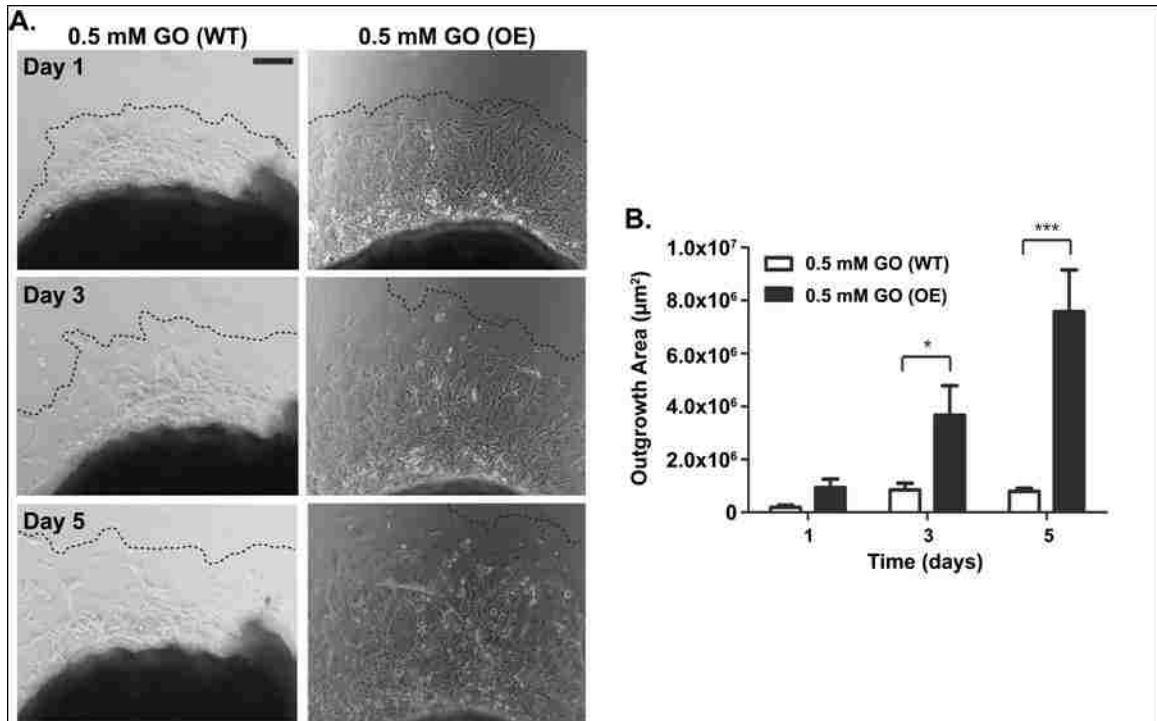 A.
0.5 mM GO (WT)
0.5 mM GO (OE)
Day 1
Day 3
Day 5
B.
Outgrowth Area (µm²)
1.0x10⁷
8.0x10⁶
6.0x10⁶
4.0x10⁶
2.0x10⁶
0
0.5 mM GO (WT)
0.5 mM GO (OE)
*
***
1 3 5
Time (days)